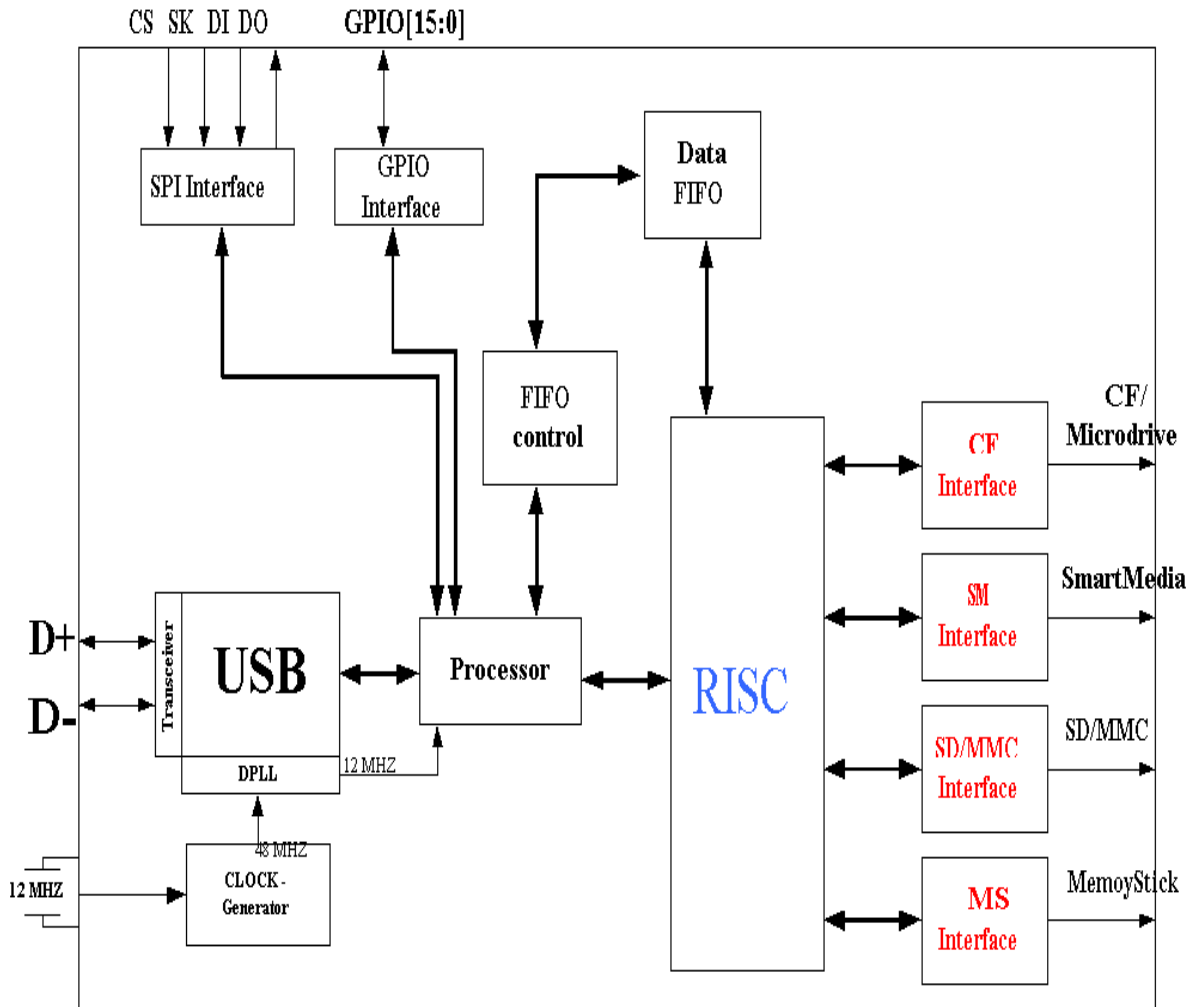 CS SK DI DO
GPIO[15:0]
SPI Interface
GPIO
Interface
Data
FIFO
FIFO
control
CF/
Microdrive
CF
Interface
SmartMedia
SM
Interface
D+
D-
Transceiver
USB
Processor
RISC
SD/MMC
SD/MMC
Interface
DPLL
12 MHZ
48 MHZ
12 MHZ
CLOCK -
Generator
MemoyStick
MS
Interface